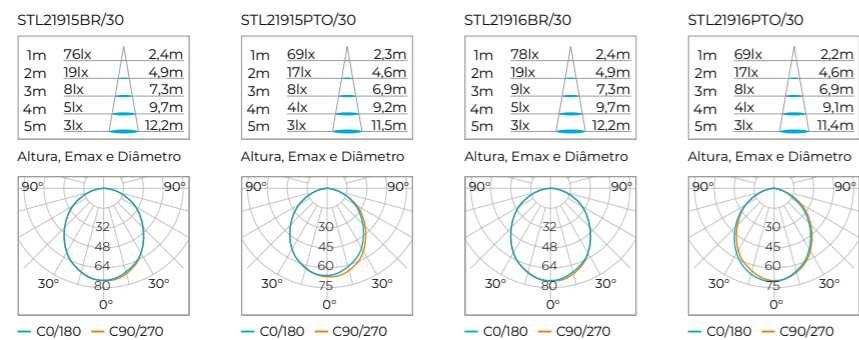 STL21915BR/30
1m 76lx 2,4m
2m 19lx 4,9m
3m 8lx 7,3m
4m 5lx 9,7m
5m 3lx 12,2m
Altura, Emax e Diâmetro
90° 90°
32
48
64
30° 80 30°
0°
C0/180 C90/270
STL21915PTO/30
1m 69lx 2,3m
2m 17lx 4,6m
3m 8lx 6,9m
4m 4lx 9,2m
5m 3lx 11,5m
Altura, Emax e Diâmetro
90° 90°
30
45
60
30° 75 30°
0°
C0/180 C90/270
STL21916BR/30
1m 78lx 2,4m
2m 19lx 4,9m
3m 9lx 7,3m
4m 5lx 9,7m
5m 3lx 12,2m
Altura, Emax e Diâmetro
90° 90°
32
48
64
30° 80 30°
0°
C0/180 C90/270
STL21916PTO/30
1m 69lx 2,2m
2m 17lx 4,6m
3m 8lx 6,9m
4m 4lx 9,1m
5m 3lx 11,4m
Altura, Emax e Diâmetro
90° 90°
30
45
60
30° 75 30°
0°
C0/180 C90/270